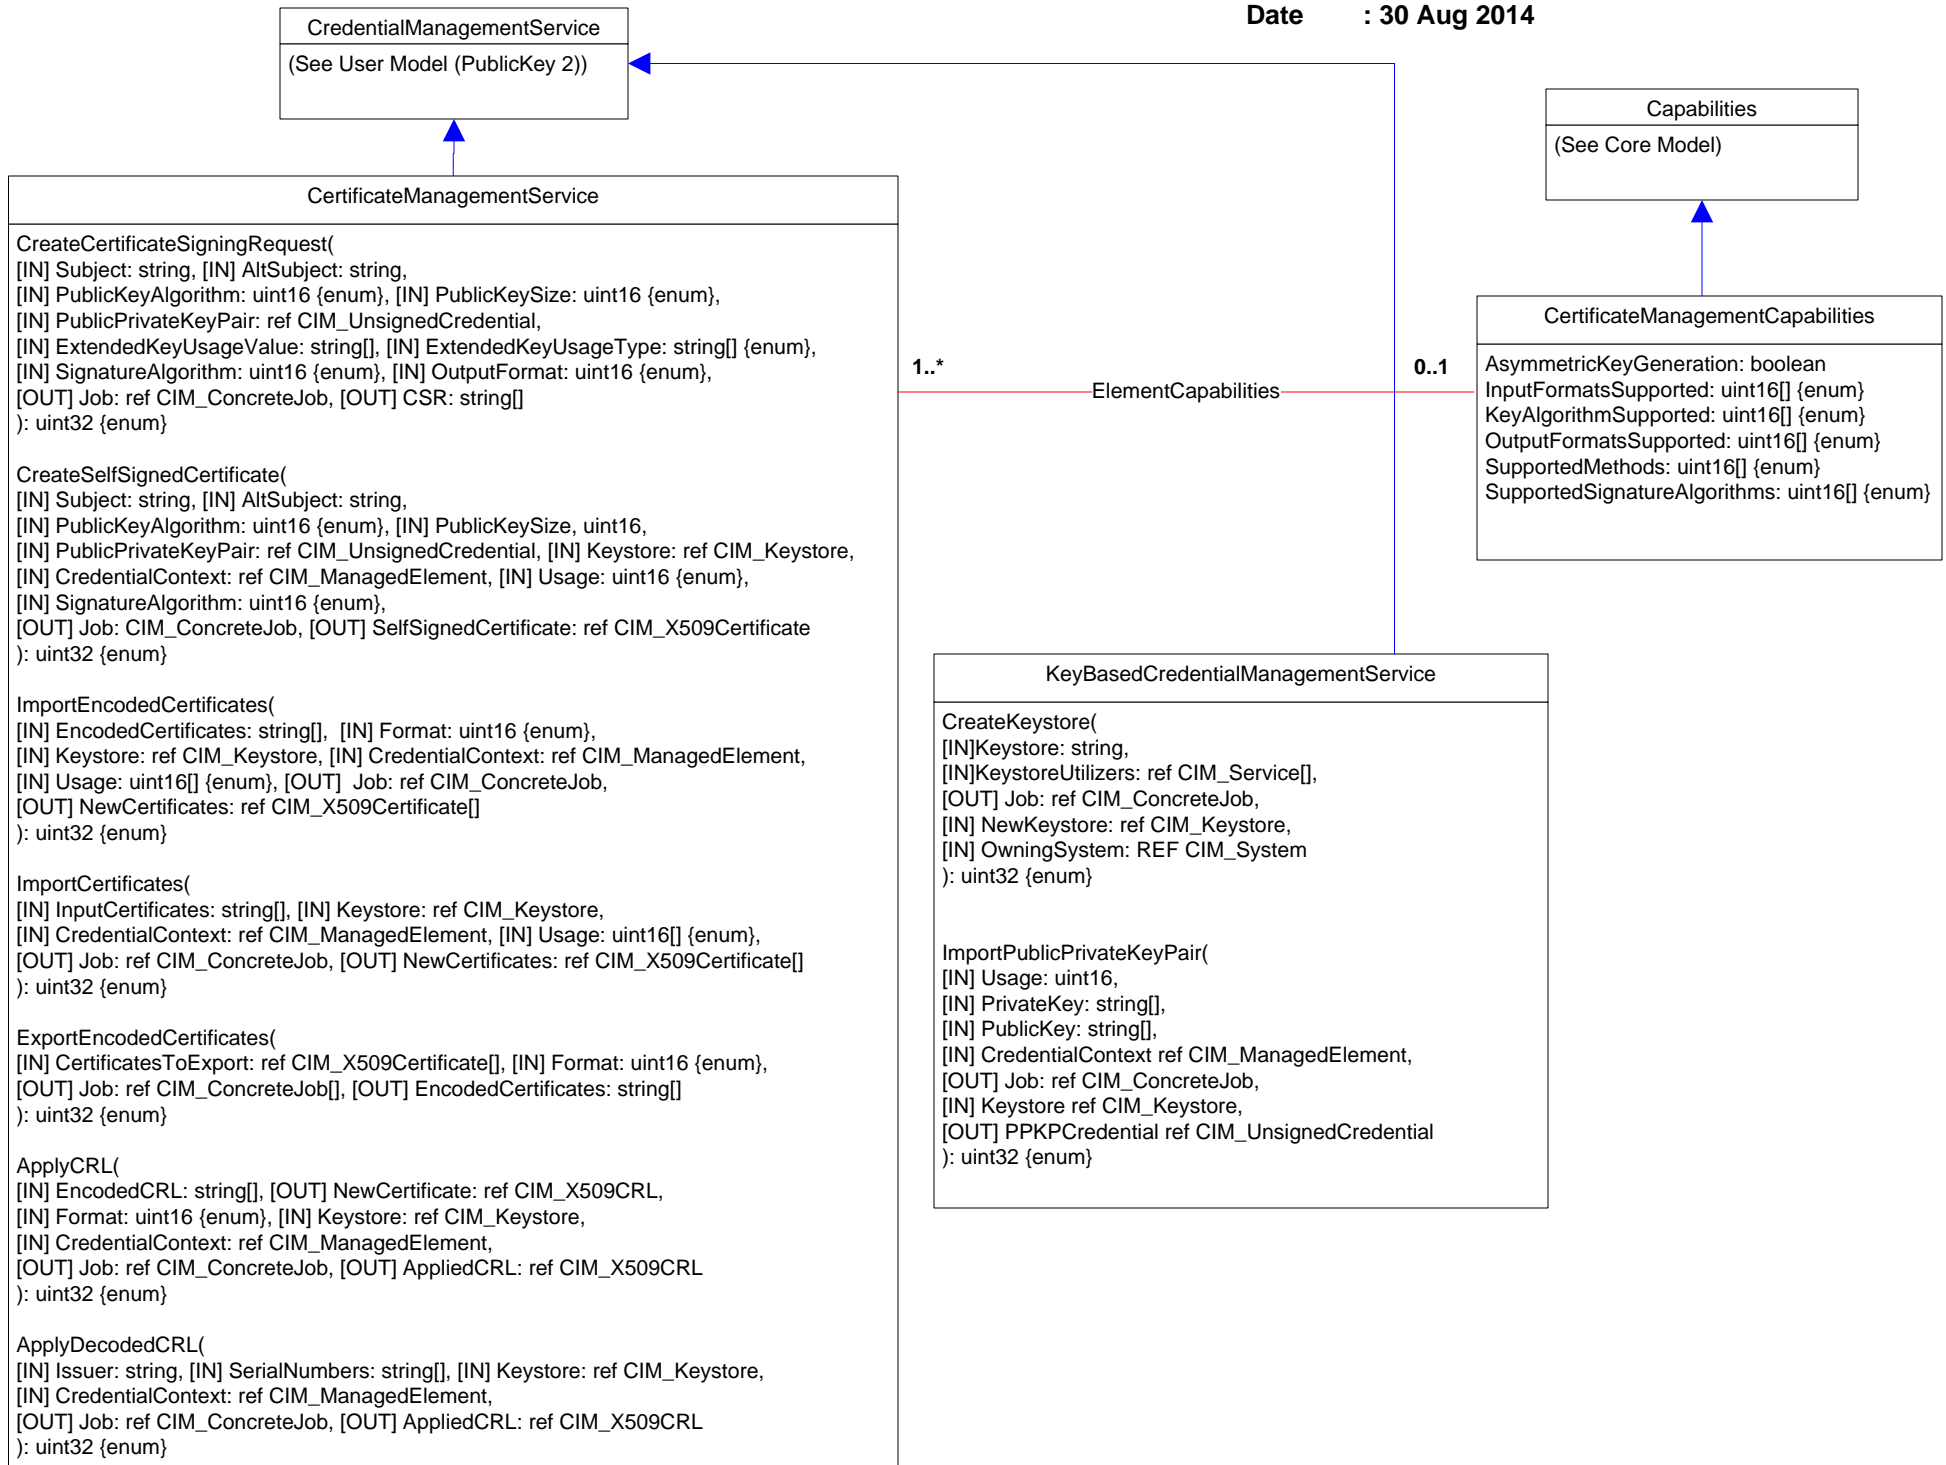 Date : 30 Aug 2014
CredentialManagementService
(See User Model (PublicKey 2))
Capabilities
(See Core Model)
CertificateManagementService
CreateCertificateSigningRequest(
[IN] Subject: string, [IN] AltSubject: string,
[IN] PublicKeyAlgorithm: uint16 {enum}, [IN] PublicKeySize: uint16 {enum},
[IN] PublicPrivateKeyPair: ref CIM_UnsignedCredential,
[IN] ExtendedKeyUsageValue: string[], [IN] ExtendedKeyUsageType: string[] {enum},
[IN] SignatureAlgorithm: uint16 {enum}, [IN] OutputFormat: uint16 {enum},
[OUT] Job: ref CIM_ConcreteJob, [OUT] CSR: string[]
): uint32 {enum}
CreateSelfSignedCertificate(
[IN] Subject: string, [IN] AltSubject: string,
[IN] PublicKeyAlgorithm: uint16 {enum}, [IN] PublicKeySize, uint16,
[IN] PublicPrivateKeyPair: ref CIM_UnsignedCredential, [IN] Keystore: ref CIM_Keystore,
[IN] CredentialContext: ref CIM_ManagedElement, [IN] Usage: uint16 {enum},
[IN] SignatureAlgorithm: uint16 {enum},
[OUT] Job: CIM_ConcreteJob, [OUT] SelfSignedCertificate: ref CIM_X509Certificate
): uint32 {enum}
ImportEncodedCertificates(
[IN] EncodedCertificates: string[],  [IN] Format: uint16 {enum},
[IN] Keystore: ref CIM_Keystore, [IN] CredentialContext: ref CIM_ManagedElement,
[IN] Usage: uint16[] {enum}, [OUT]  Job: ref CIM_ConcreteJob,
[OUT] NewCertificates: ref CIM_X509Certificate[]
): uint32 {enum}
ImportCertificates(
[IN] InputCertificates: string[], [IN] Keystore: ref CIM_Keystore,
[IN] CredentialContext: ref CIM_ManagedElement, [IN] Usage: uint16[] {enum},
[OUT] Job: ref CIM_ConcreteJob, [OUT] NewCertificates: ref CIM_X509Certificate[]
): uint32 {enum}
ExportEncodedCertificates(
[IN] CertificatesToExport: ref CIM_X509Certificate[], [IN] Format: uint16 {enum},
[OUT] Job: ref CIM_ConcreteJob[], [OUT] EncodedCertificates: string[]
): uint32 {enum}
ApplyCRL(
[IN] EncodedCRL: string[], [OUT] NewCertificate: ref CIM_X509CRL,
[IN] Format: uint16 {enum}, [IN] Keystore: ref CIM_Keystore,
[IN] CredentialContext: ref CIM_ManagedElement,
[OUT] Job: ref CIM_ConcreteJob, [OUT] AppliedCRL: ref CIM_X509CRL
): uint32 {enum}
ApplyDecodedCRL(
[IN] Issuer: string, [IN] SerialNumbers: string[], [IN] Keystore: ref CIM_Keystore,
[IN] CredentialContext: ref CIM_ManagedElement,
[OUT] Job: ref CIM_ConcreteJob, [OUT] AppliedCRL: ref CIM_X509CRL
): uint32 {enum}
1..*
ElementCapabilities
0..1
CertificateManagementCapabilities
AsymmetricKeyGeneration: boolean
InputFormatsSupported: uint16[] {enum}
KeyAlgorithmSupported: uint16[] {enum}
OutputFormatsSupported: uint16[] {enum}
SupportedMethods: uint16[] {enum}
SupportedSignatureAlgorithms: uint16[] {enum}
KeyBasedCredentialManagementService
CreateKeystore(
[IN]Keystore: string,
[IN]KeystoreUtilizers: ref CIM_Service[],
[OUT] Job: ref CIM_ConcreteJob,
[IN] NewKeystore: ref CIM_Keystore,
[IN] OwningSystem: REF CIM_System
): uint32 {enum}
ImportPublicPrivateKeyPair(
[IN] Usage: uint16,
[IN] PrivateKey: string[],
[IN] PublicKey: string[],
[IN] CredentialContext ref CIM_ManagedElement,
[OUT] Job: ref CIM_ConcreteJob,
[IN] Keystore ref CIM_Keystore,
[OUT] PPKPCredential ref CIM_UnsignedCredential
): uint32 {enum}